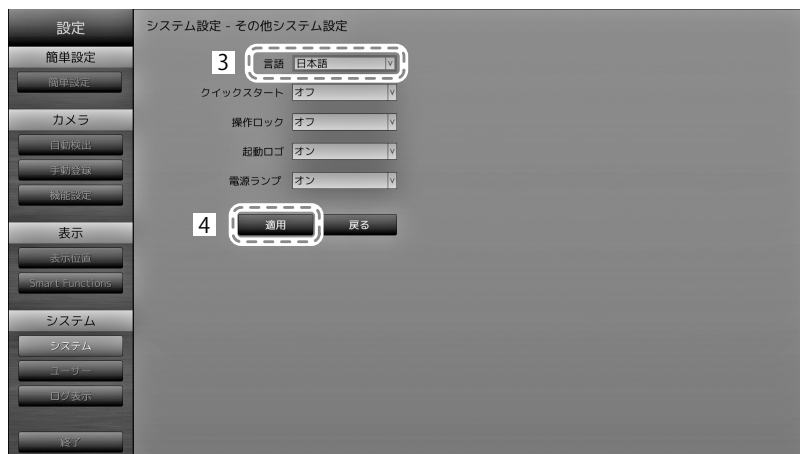 設定
簡単設定
簡単設定
カメラ
自動検出
手動登録
機能設定
表示
表示位置
Smart Functions
システム
システム
ユーザー
ログ表示
終了
システム設定 - その他システム設定
3 言語 日本語
クイックスタート オフ
操作ロック オフ
起動ロゴ オン
電源ランプ オン
4 適用 戻る